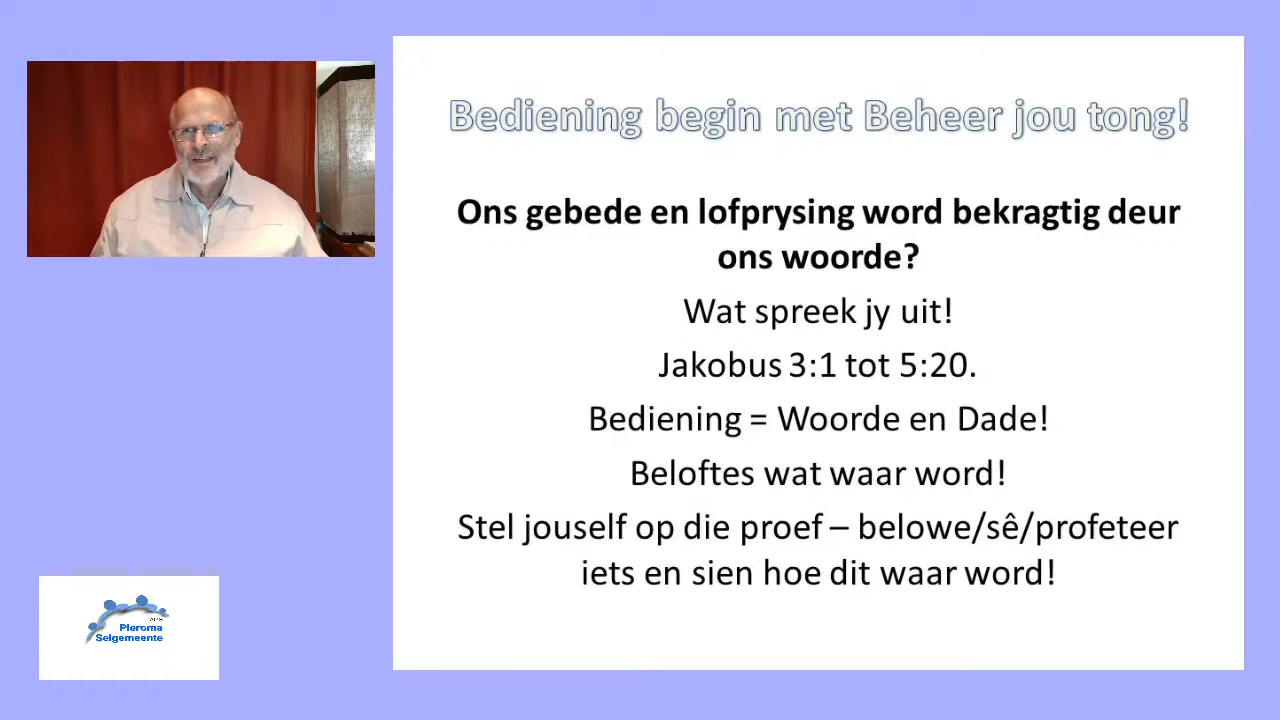 Bediening begin met Beheer jou tong!
Ons gebede en lofprysing word bekragtig deur
ons woorde?
Wat spreek jy uit!
Jakobus 3:1 tot 5:20.
Bediening = Woorde en Dade!
Beloftes wat waar word!
Stel jouself op die proef – belowe/sê/profeteer
iets en sien hoe dit waar word!
Pleroma
Selgemeente